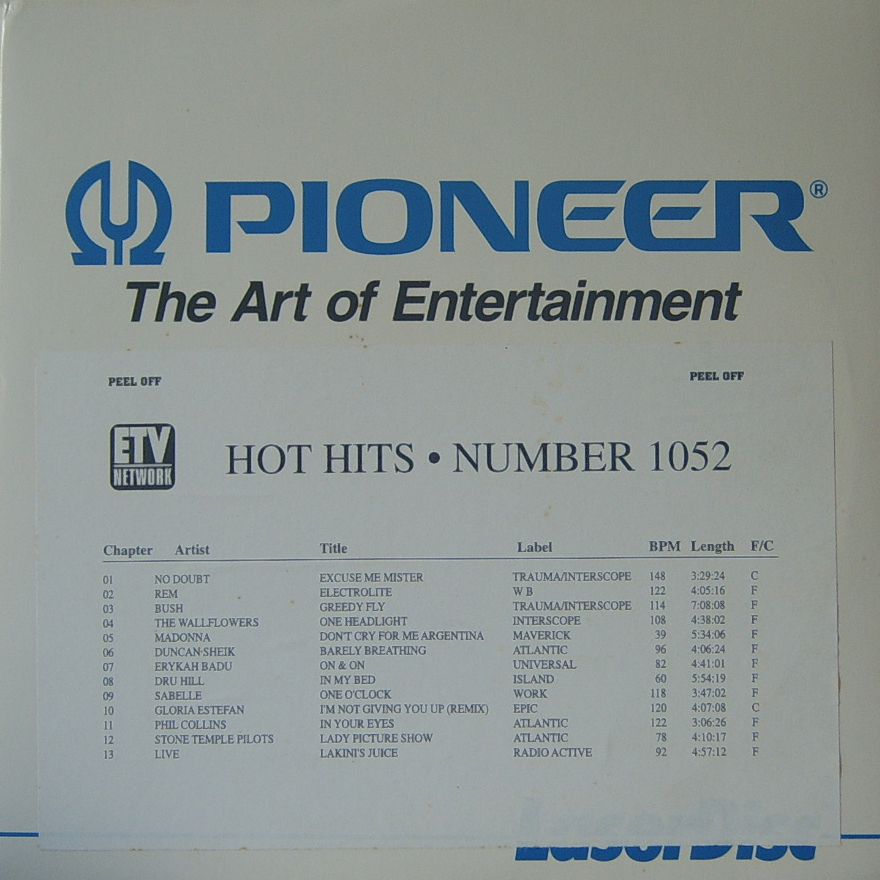 PIONEER®
The Art of Entertainment
PEEL OFF PEEL OFF
ETV
NETWORK
HOT HITS • NUMBER 1052
Chapter Artist Title Label BPM Length F/C
01 NO DOUBT EXCUSE ME MISTER TRAUMA/INTERSCOPE 148 3:29:24 C
02 REM ELECTROLITE W B 122 4:05:16 F
03 BUSH GREEDY FLY TRAUMA/INTERSCOPE 114 7:08:08 F
04 THE WALLFLOWERS ONE HEADLIGHT INTERSCOPE 108 4:38:02 F
05 MADONNA DON'T CRY FOR ME ARGENTINA MAVERICK 39 5:34:06 F
06 DUNCAN·SHEIK BARELY BREATHING ATLANTIC 96 4:06:24 F
07 ERYKAH BADU ON & ON UNIVERSAL 82 4:41:01 F
08 DRU HILL IN MY BED ISLAND 60 5:54:19 F
09 SABELLE ONE O'CLOCK WORK 118 3:47:02 F
10 GLORIA ESTEFAN I'M NOT GIVING YOU UP (REMIX) EPIC 120 4:07:08 C
11 PHIL COLLINS IN YOUR EYES ATLANTIC 122 3:06:26 F
12 STONE TEMPLE PILOTS LADY PICTURE SHOW ATLANTIC 78 4:10:17 F
13 LIVE LAKINI'S JUICE RADIO ACTIVE 92 4:57:12 F
LaserDisc